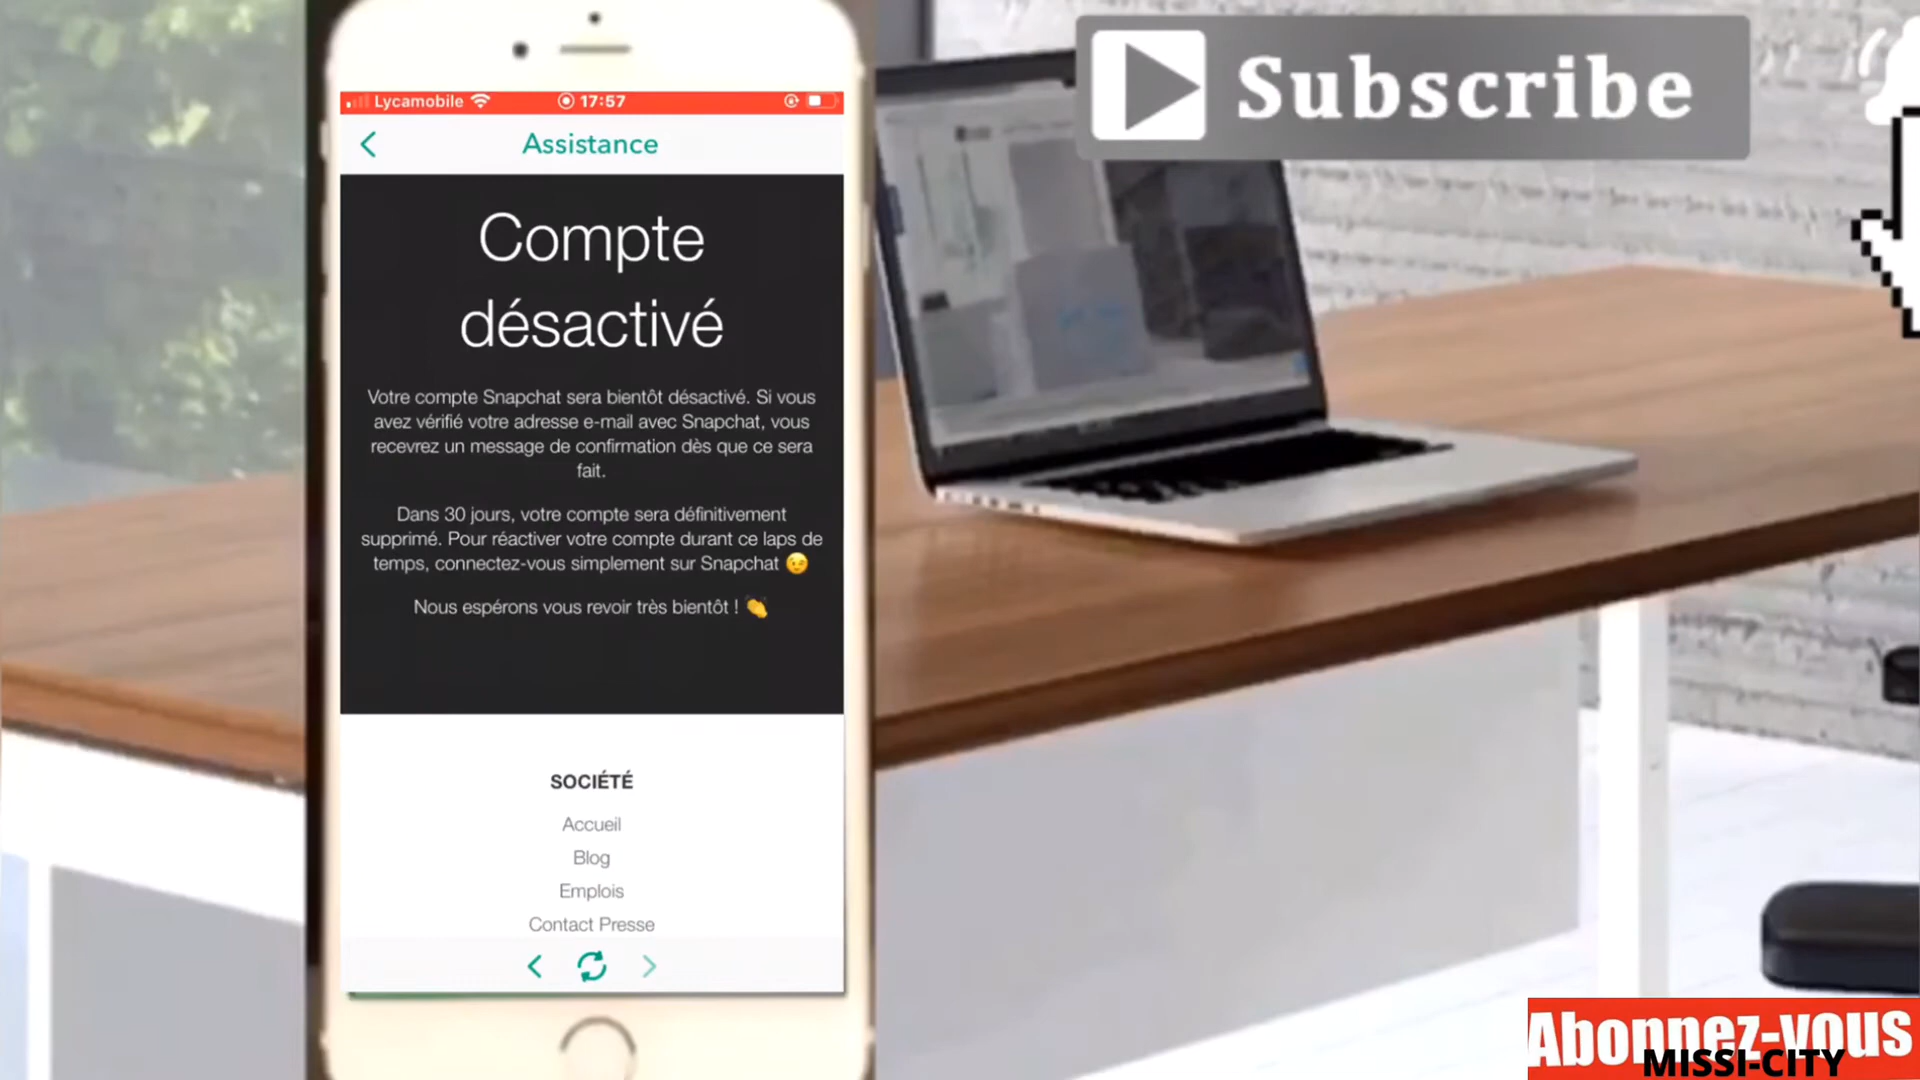 Subscribe
Lycamobile 17:57
Assistance
Compte
désactivé
Votre compte Snapchat sera bientôt désactivé. Si vous
avez vérifié votre adresse e-mail avec Snapchat, vous
recevrez un message de confirmation dès que ce sera
fait.
Dans 30 jours, votre compte sera définitivement
supprimé. Pour réactiver votre compte durant ce laps de
temps, connectez-vous simplement sur Snapchat 😉
Nous espérons vous revoir très bientôt ! 👏
SOCIÉTÉ
Accueil
Blog
Emplois
Contact Presse
Abonnez-vous
MISSI-CITY